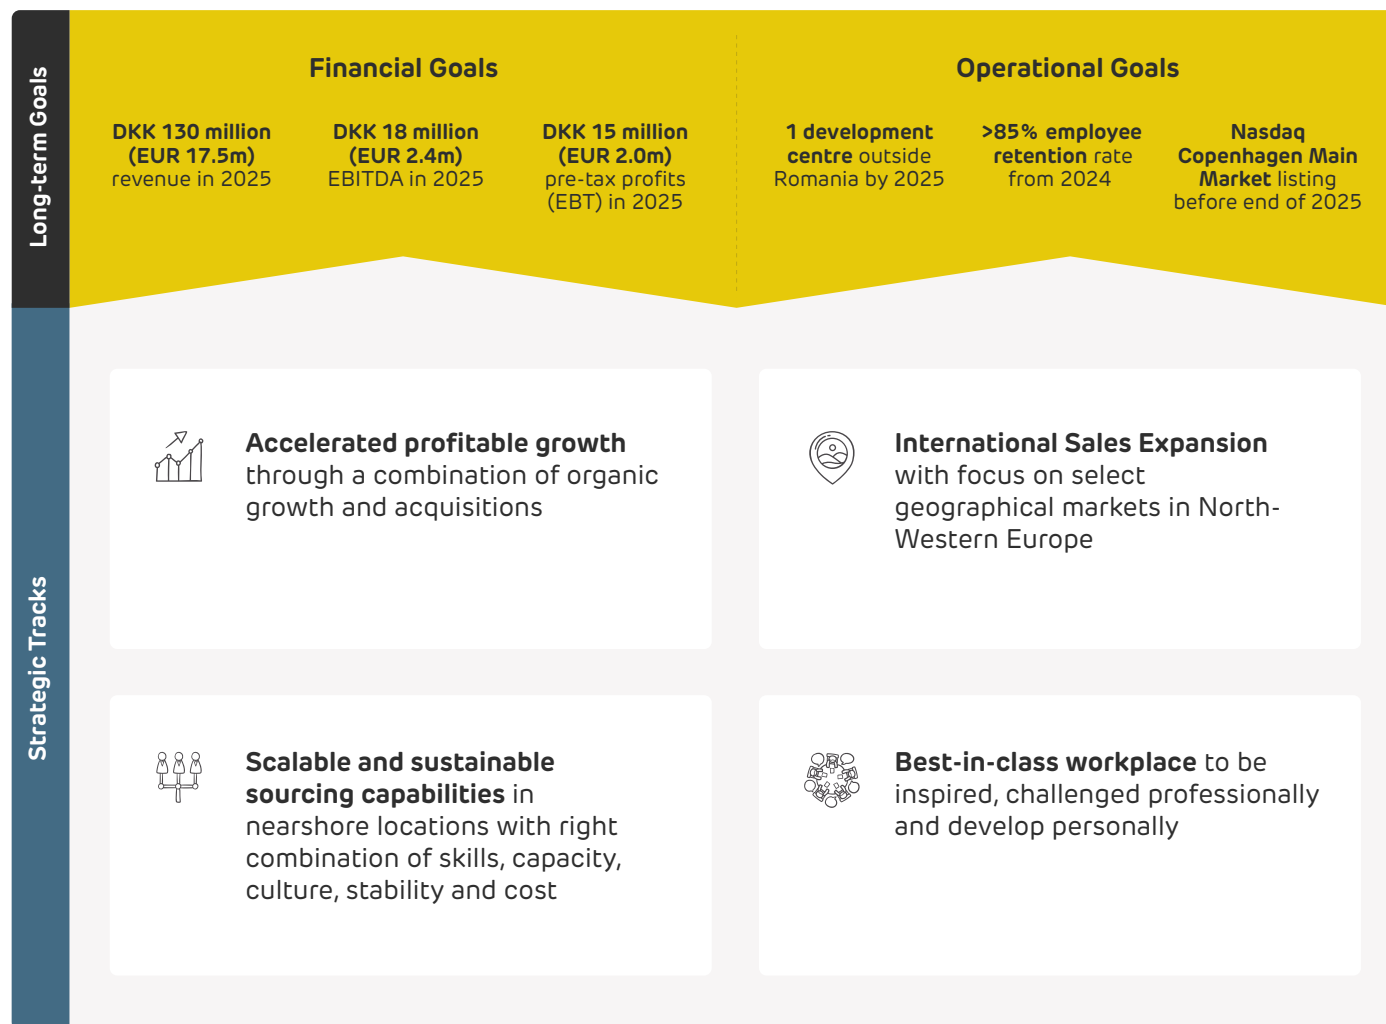 Long-term Goals
Financial Goals
DKK 130 million
(EUR 17.5m)
revenue in 2025
DKK 18 million
(EUR 2.4m)
EBITDA in 2025
DKK 15 million
(EUR 2.0m)
pre-tax profits
(EBT) in 2025
Operational Goals
1 development
centre outside
Romania by 2025
>85% employee
retention rate
from 2024
Nasdaq
Copenhagen Main
Market listing
before end of 2025
Strategic Tracks
Accelerated profitable growth
through a combination of organic
growth and acquisitions
International Sales Expansion
with focus on select
geographical markets in North-
Western Europe
Scalable and sustainable
sourcing capabilities in
nearshore locations with right
combination of skills, capacity,
culture, stability and cost
Best-in-class workplace to be
inspired, challenged professionally
and develop personally